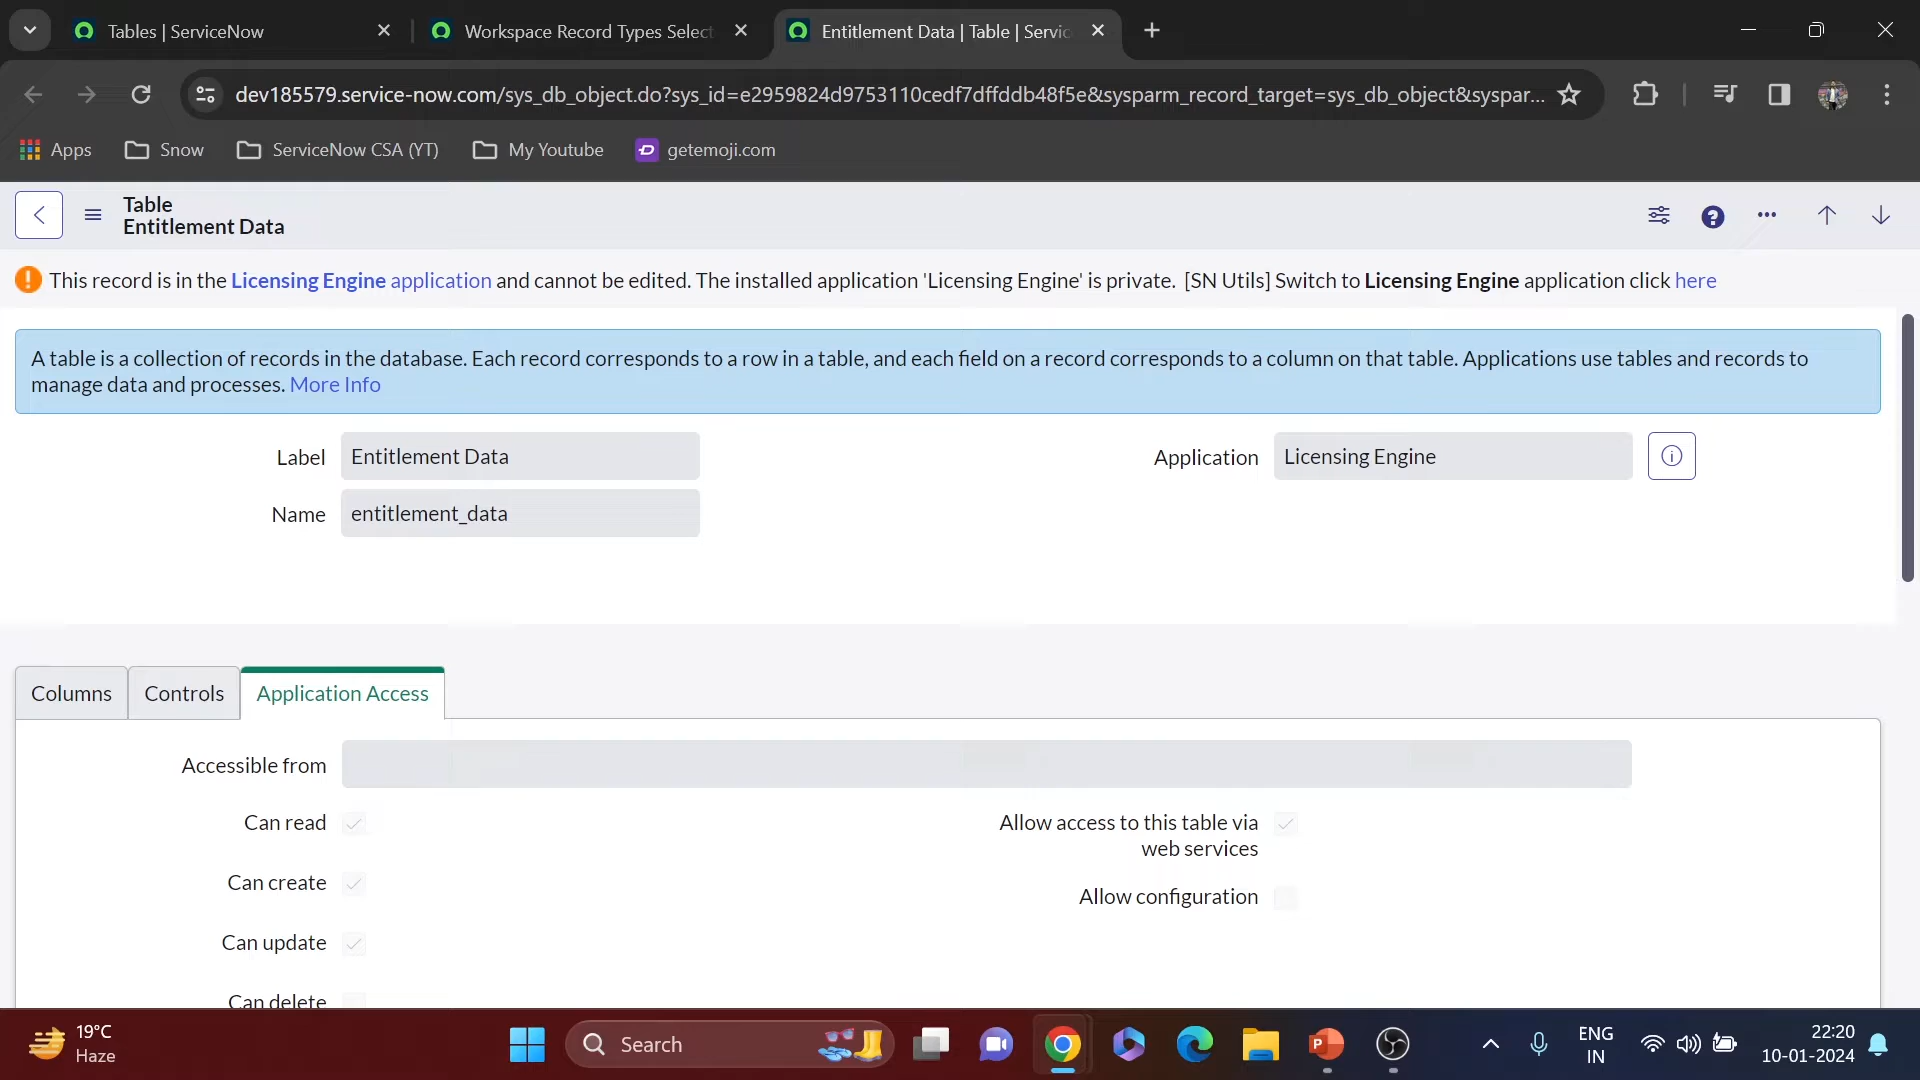 Tables | ServiceNow
Workspace Record Types Select
Entitlement Data | Table | Servic
dev185579.service-now.com/sys_db_object.do?sys_id=e2959824d9753110cedf7dffddb48f5e&sysparm_record_target=sys_db_object&syspar...
Apps
Snow
ServiceNow CSA (YT)
My Youtube
getemoji.com
Table
Entitlement Data
This record is in the Licensing Engine application and cannot be edited. The installed application 'Licensing Engine' is private. [SN Utils] Switch to Licensing Engine application click here
A table is a collection of records in the database. Each record corresponds to a row in a table, and each field on a record corresponds to a column on that table. Applications use tables and records to
manage data and processes. More Info
Label
Entitlement Data
Application
Licensing Engine
Name
entitlement_data
Columns
Controls
Application Access
Accessible from
Can read
Allow access to this table via
web services
Can create
Allow configuration
Can update
Can delete
19°C
Haze
Search
ENG
IN
22:20
10-01-2024